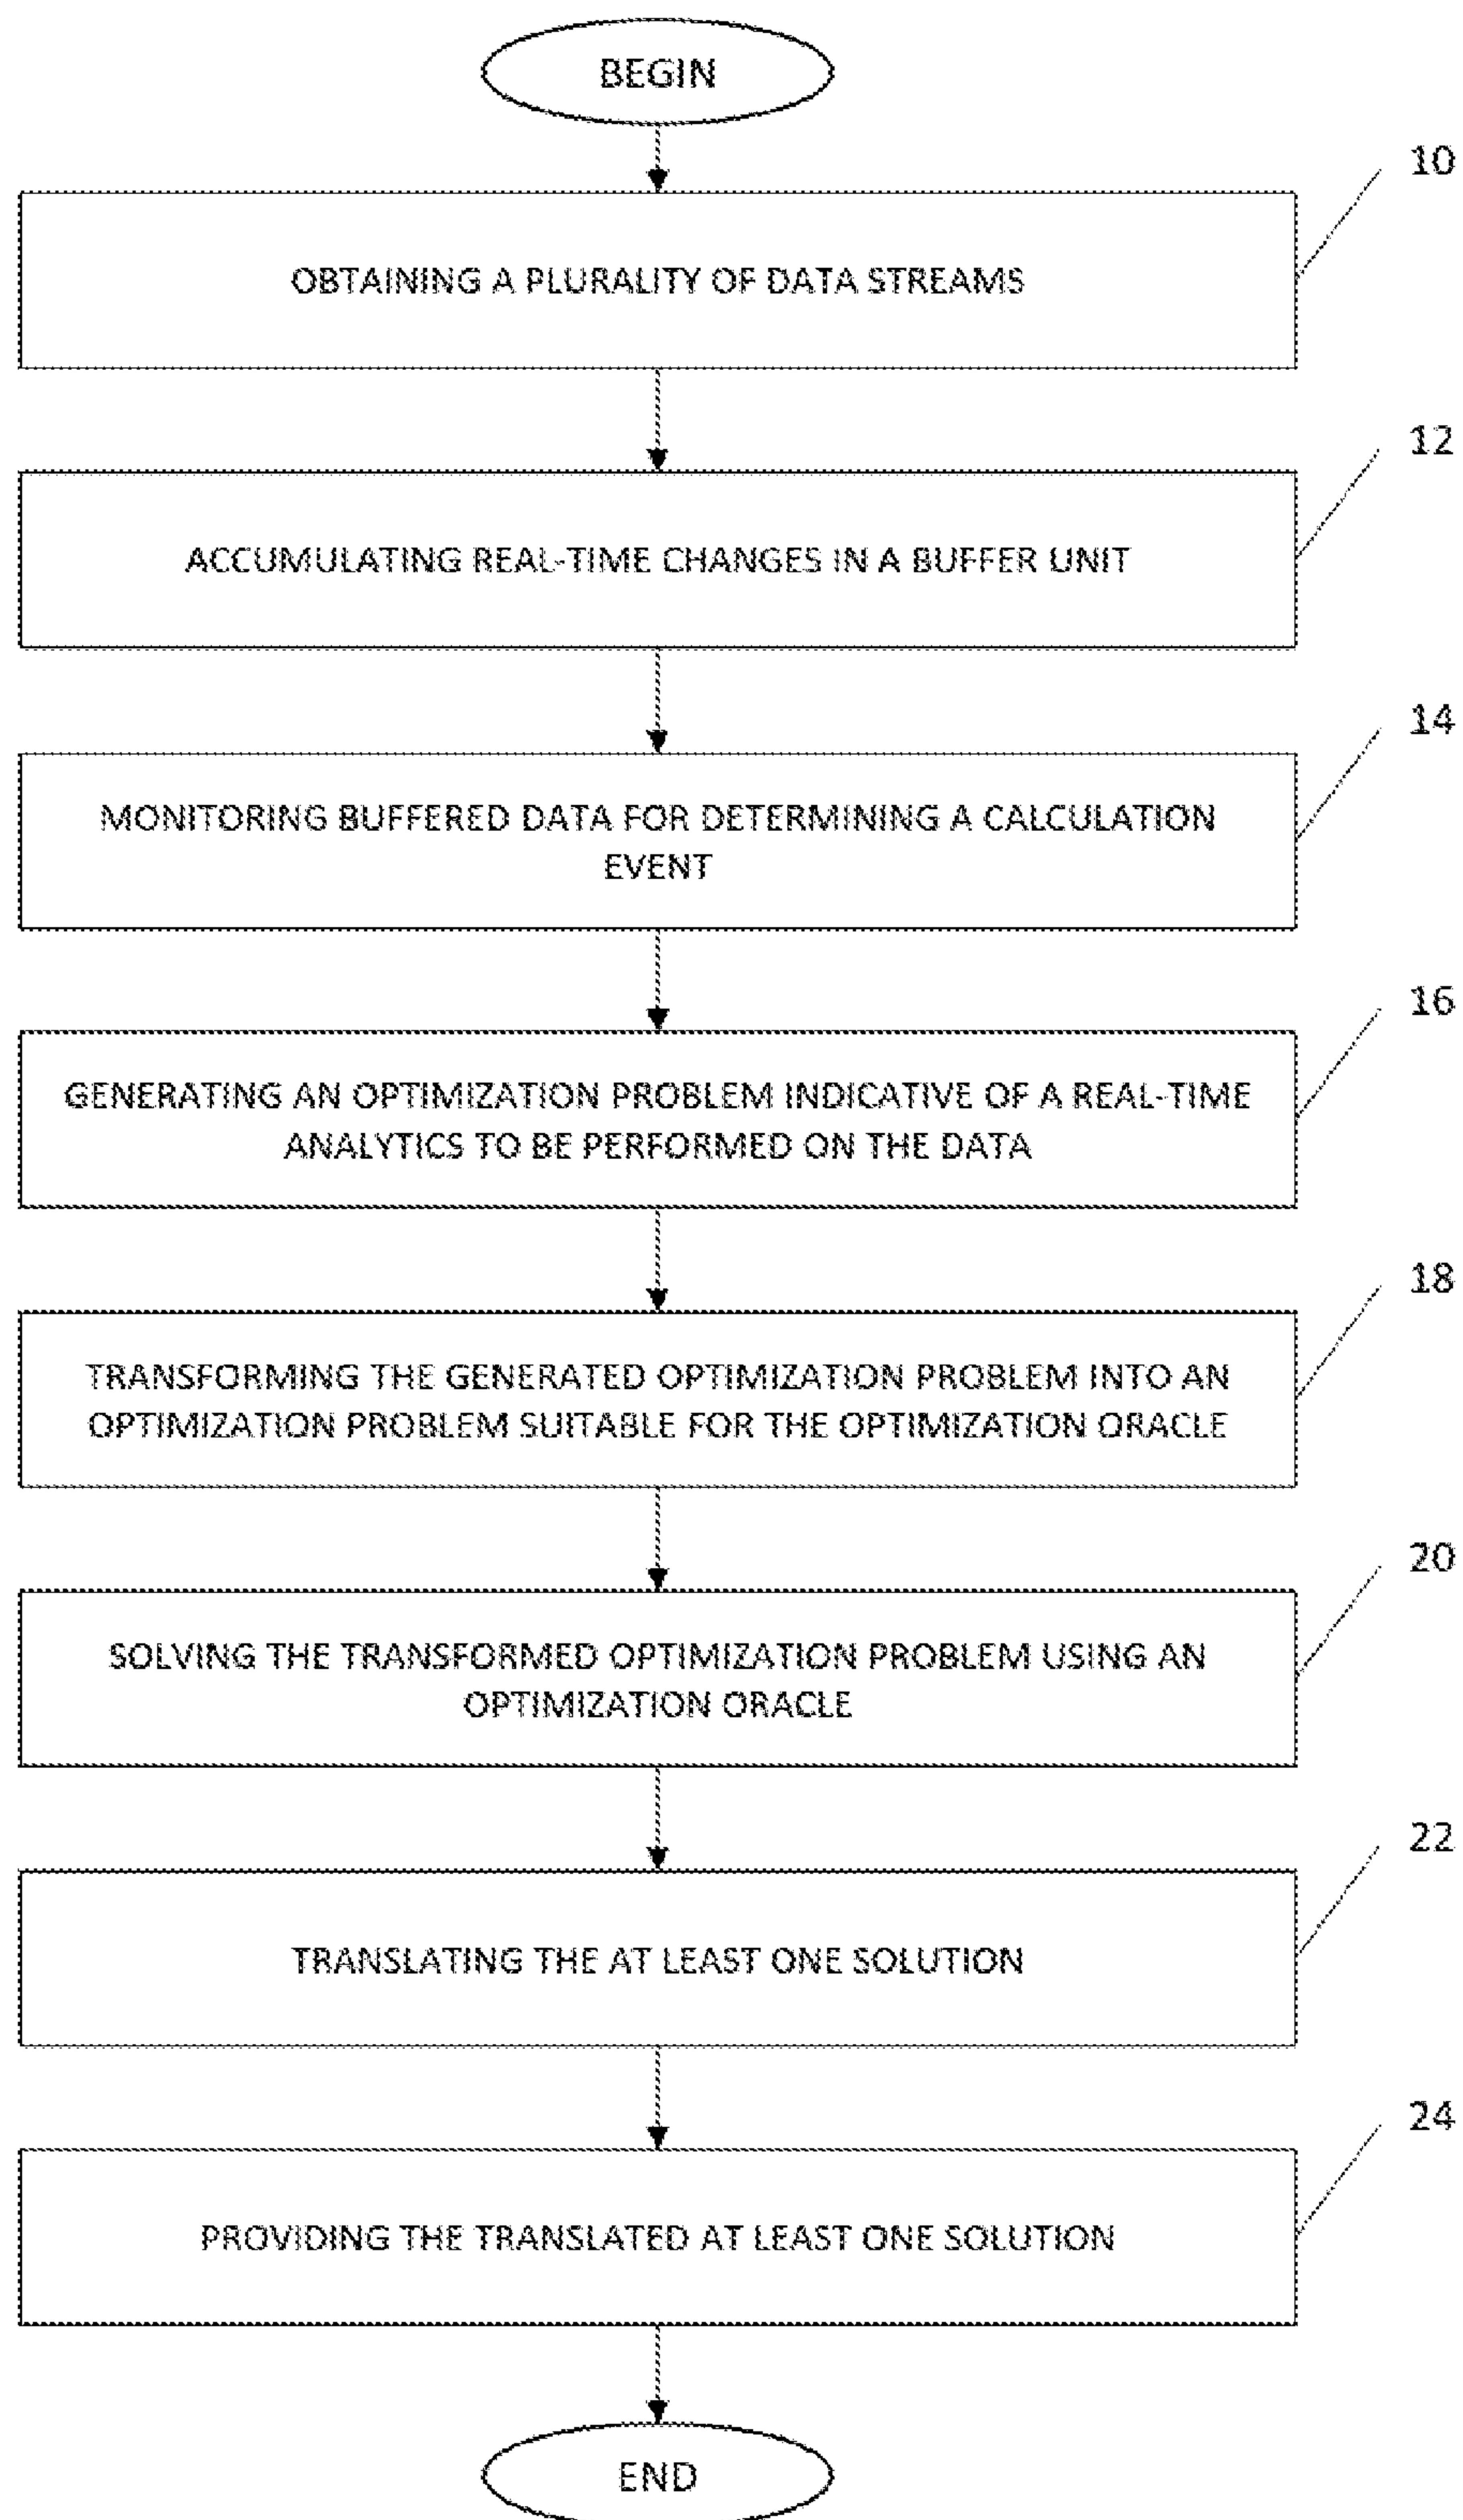 BEGIN
10
OBTAINING A PLURALITY OF DATA STREAMS
12
ACCUMULATING REAL-TIME CHANGES IN A BUFFER UNIT
14
MONITORING BUFFERED DATA FOR DETERMINING A CALCULATION
EVENT
16
GENERATING AN OPTIMIZATION PROBLEM INDICATIVE OF A REAL-TIME
ANALYTICS TO BE PERFORMED ON THE DATA
18
TRANSFORMING THE GENERATED OPTIMIZATION PROBLEM INTO AN
OPTIMIZATION PROBLEM SUITABLE FOR THE OPTIMIZATION ORACLE
20
SOLVING THE TRANSFORMED OPTIMIZATION PROBLEM USING AN
OPTIMIZATION ORACLE
22
TRANSLATING THE AT LEAST ONE SOLUTION
24
PROVIDING THE TRANSLATED AT LEAST ONE SOLUTION
END